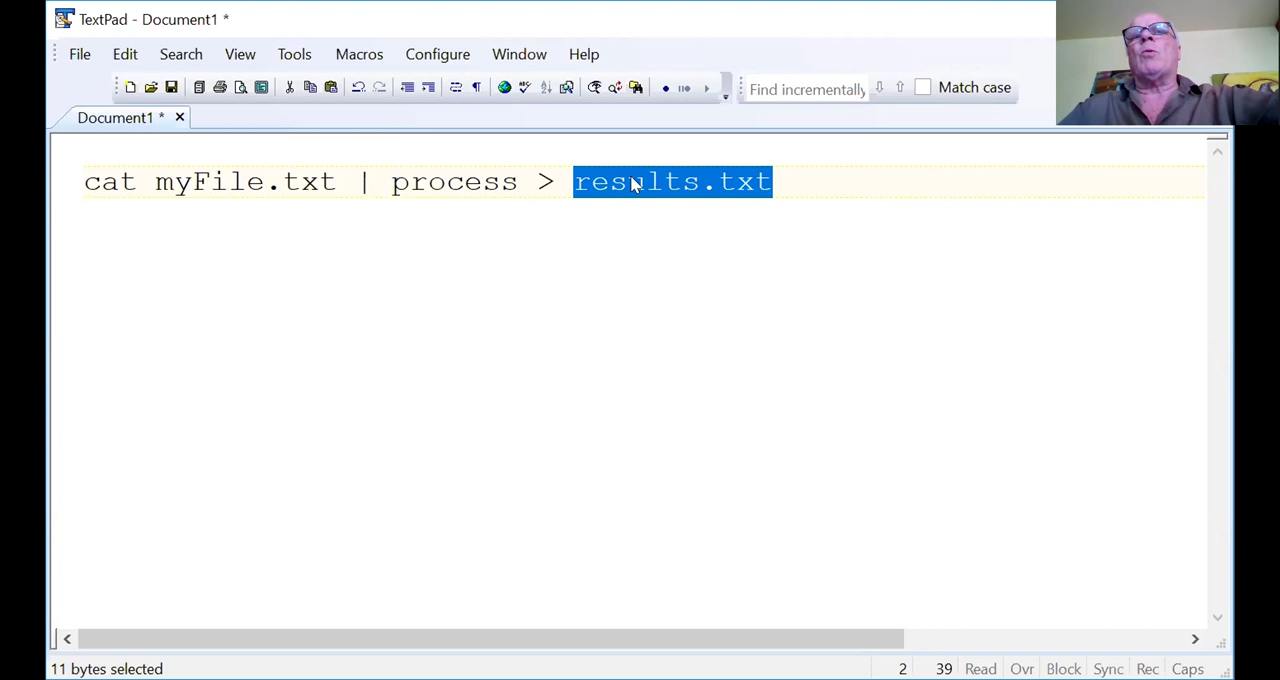 TextPad - Document1 *
File Edit Search View Tools Macros Configure Window Help
Find incrementally Match case
Document1 *
cat myFile.txt | process > results.txt
11 bytes selected 2 39 Read Ovr Block Sync Rec Caps